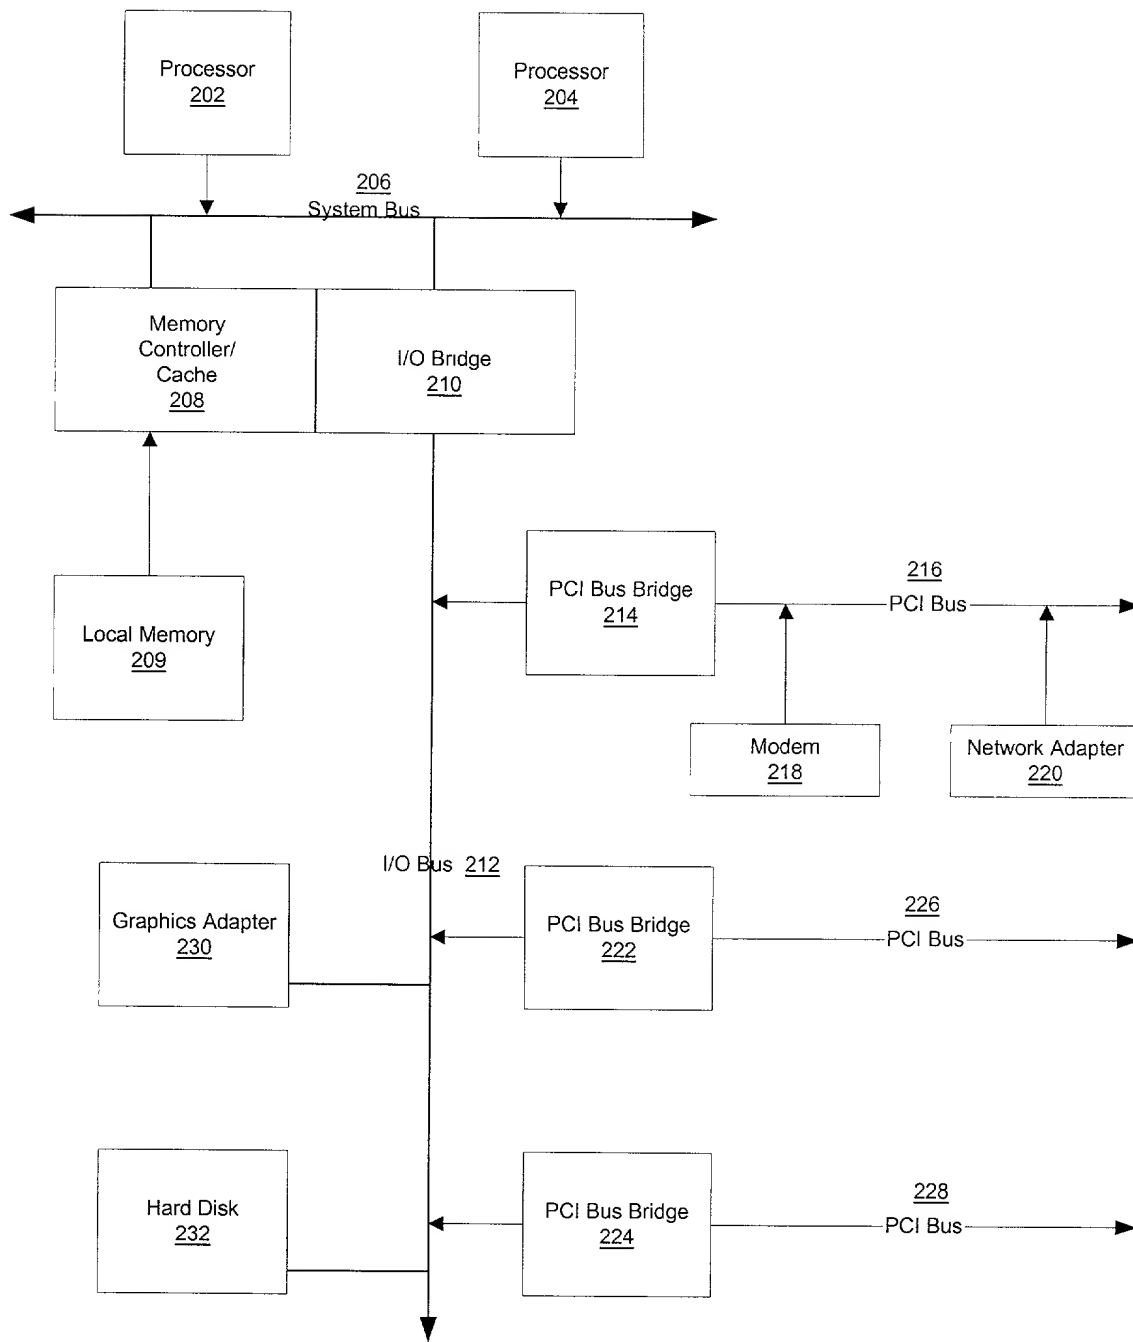 Processor
202
Processor
204
206
System Bus
Memory
Controller/
Cache
208
I/O Bridge
210
PCI Bus Bridge
214
216
PCI Bus
Local Memory
209
Modem
218
Network Adapter
220
I/O Bus 212
Graphics Adapter
230
PCI Bus Bridge
222
226
PCI Bus
Hard Disk
232
PCI Bus Bridge
224
228
PCI Bus